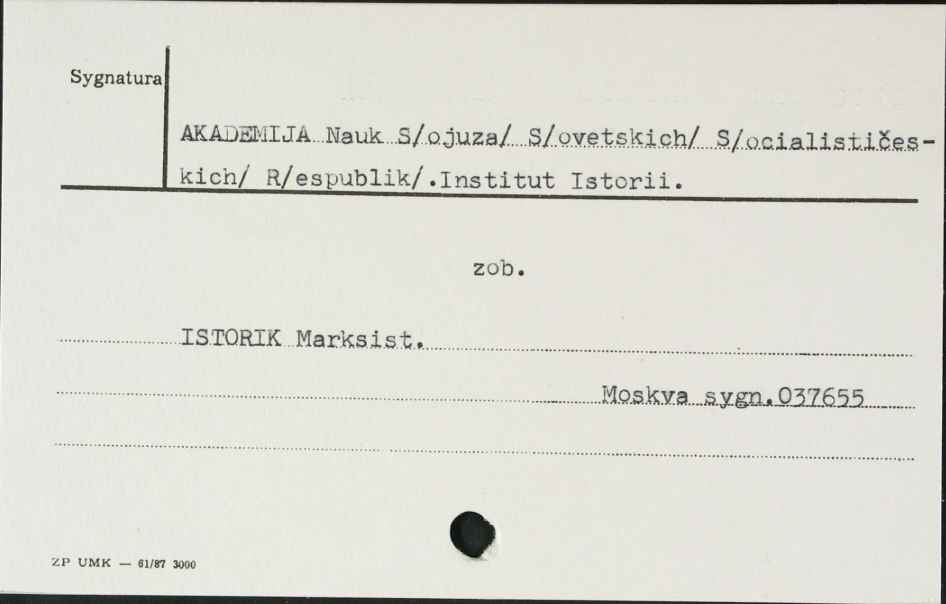 Sygnatura
AKADEMIJA Nauk S/ojuza/ S/ovetskich/ S/ocialističes-
kich/ R/espublik/.Institut Istorii.
zob.
ISTORIK Marksist.
Moskva sygn.037655
ZP UMK — 61/87 3000